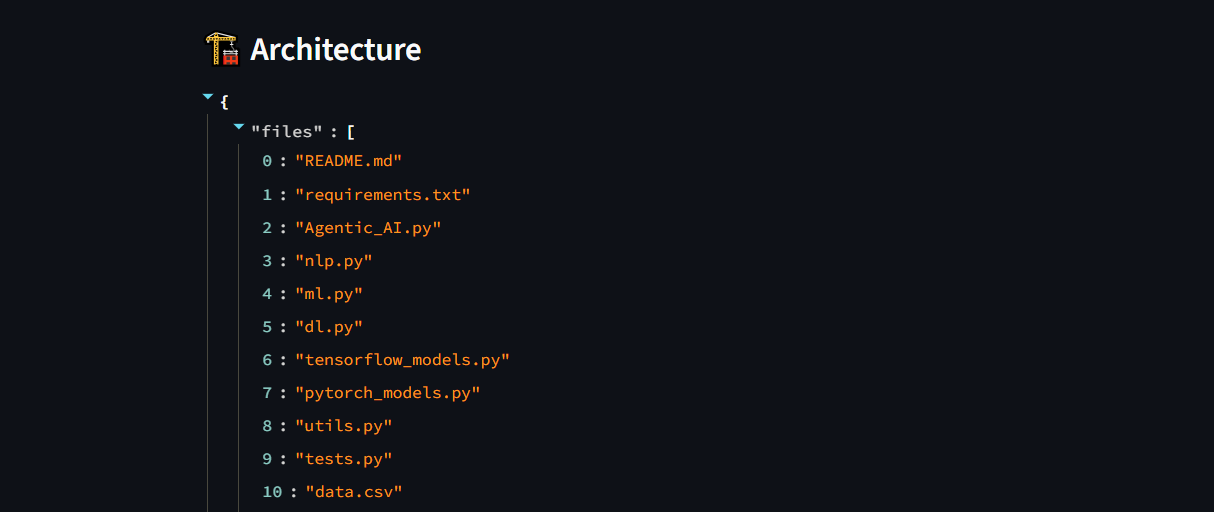 Architecture
{
"files" : [
0 : "README.md"
1 : "requirements.txt"
2 : "Agentic_AI.py"
3 : "nlp.py"
4 : "ml.py"
5 : "dl.py"
6 : "tensorflow_models.py"
7 : "pytorch_models.py"
8 : "utils.py"
9 : "tests.py"
10 : "data.csv"